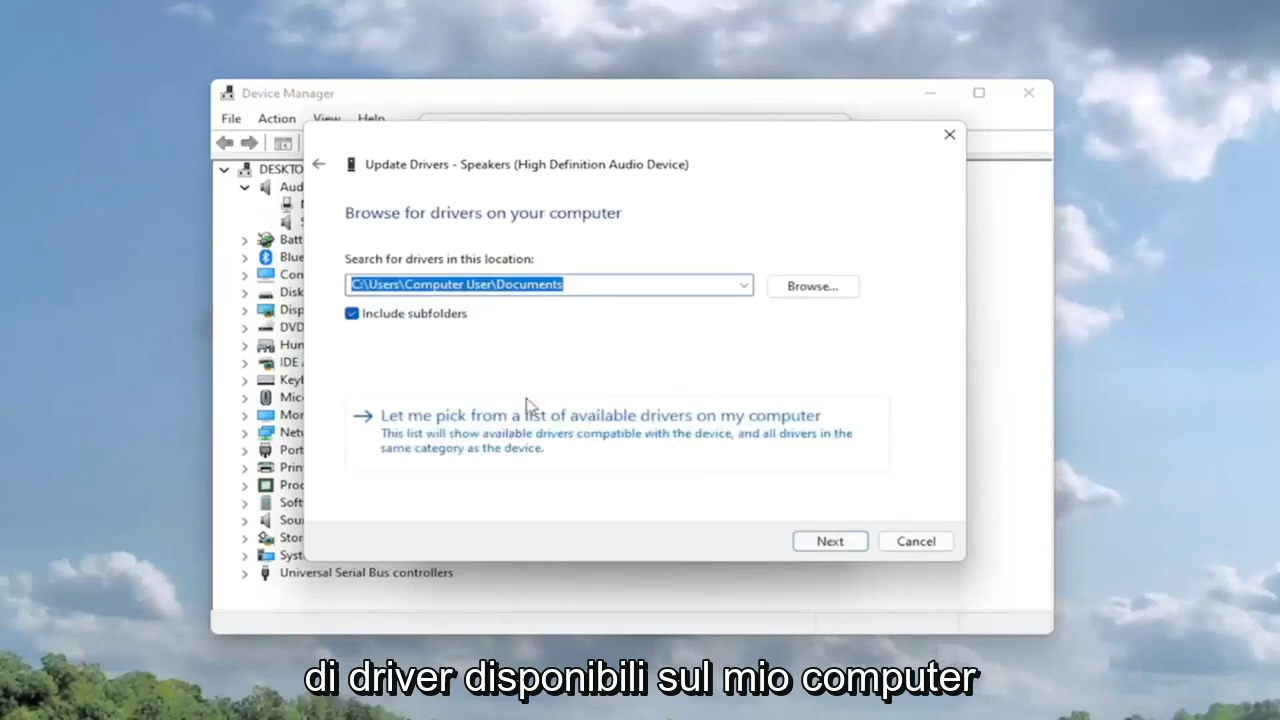 Device Manager
File Action View Help
Update Drivers - Speakers (High Definition Audio Device)
Browse for drivers on your computer
Search for drivers in this location:
C:\Users\Computer User\Documents
Browse...
Include subfolders
Let me pick from a list of available drivers on my computer
This list will show available drivers compatible with the device, and all drivers in the
same category as the device.
Next
Cancel
DESKTO
Aud
Batt
Blue
Con
Disk
Disp
DVD
Hun
IDE
Keyb
Mice
Mor
Netv
Port
Prin
Proc
Soft
Soun
Stor
Syst
Universal Serial Bus controllers
di driver disponibili sul mio computer